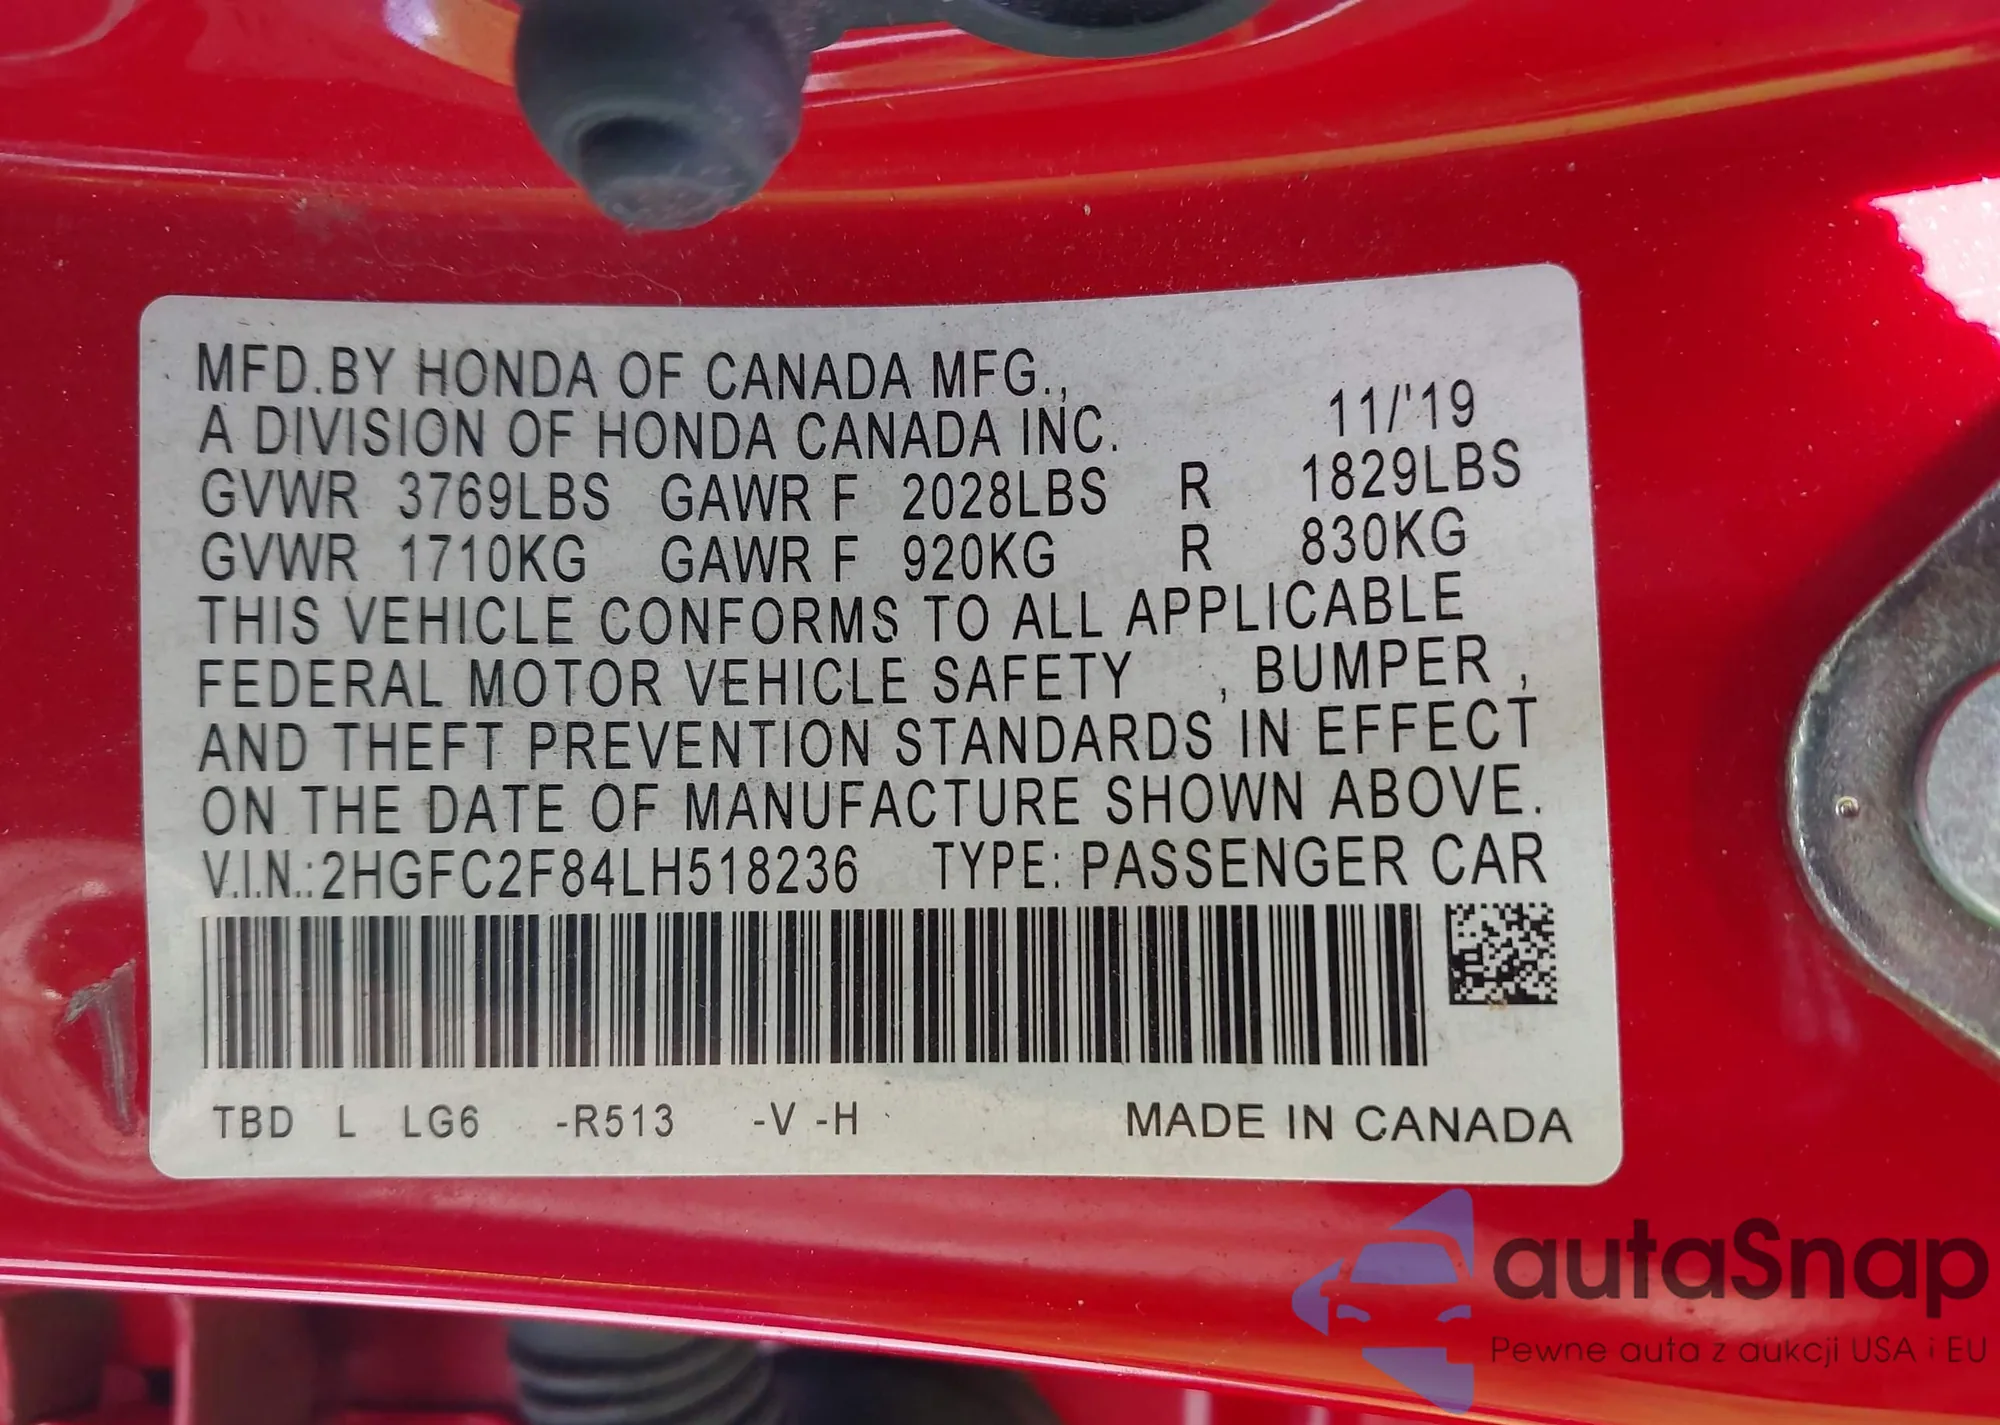 MFD.BY HONDA OF CANADA MFG.,
A DIVISION OF HONDA CANADA INC. 11/'19
GVWR 3769LBS GAWR F 2028LBS R 1829LBS
GVWR 1710KG GAWR F 920KG R 830KG
THIS VEHICLE CONFORMS TO ALL APPLICABLE
FEDERAL MOTOR VEHICLE SAFETY , BUMPER ,
AND THEFT PREVENTION STANDARDS IN EFFECT
ON THE DATE OF MANUFACTURE SHOWN ABOVE.
V.I.N.:2HGFC2F84LH518236 TYPE: PASSENGER CAR
TBD L LG6 -R513 -V -H MADE IN CANADA
autaSnap
Pewne auta z aukcji USA i EU